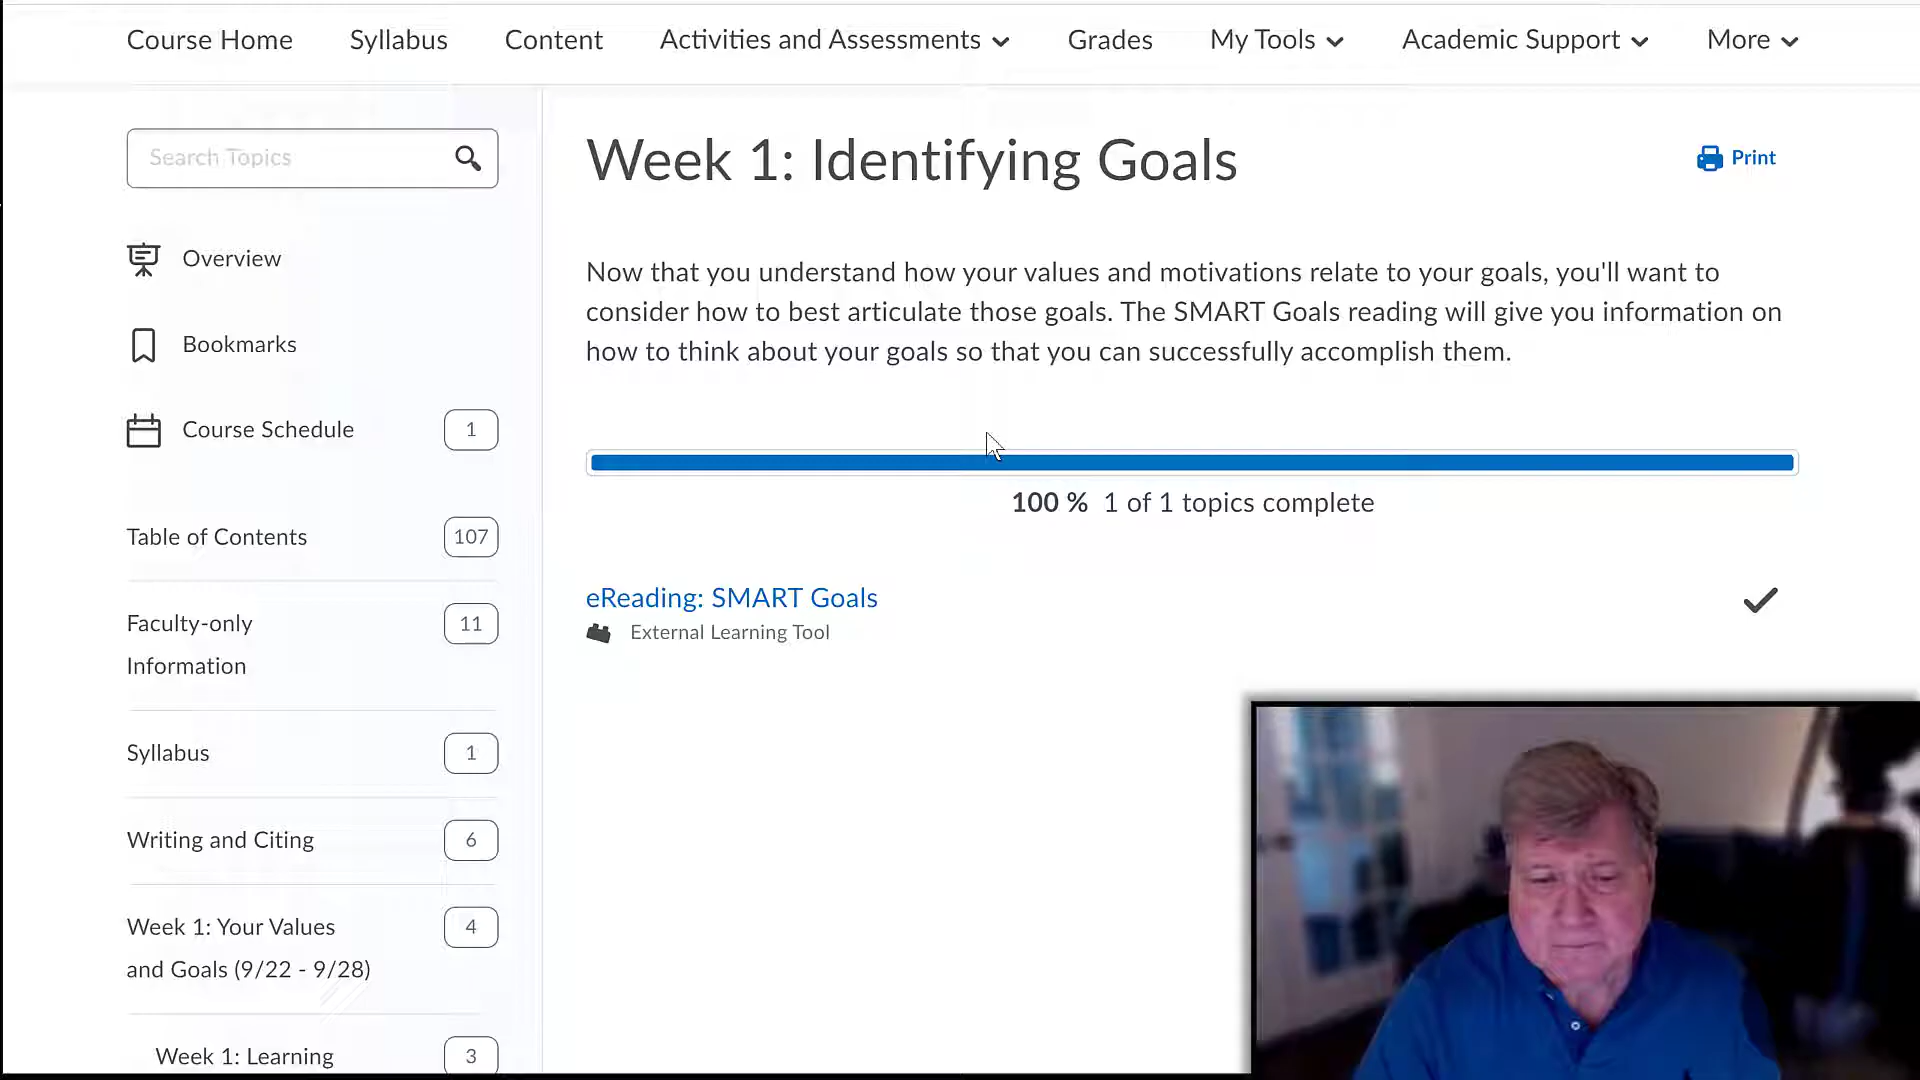 Course Home Syllabus Content Activities and Assessments Grades My Tools Academic Support More
Search Topics
Overview
Bookmarks
Course Schedule 1
Table of Contents 107
Faculty-only 11
Information
Syllabus 1
Writing and Citing 6
Week 1: Your Values 4
and Goals (9/22 - 9/28)
Week 1: Learning 3
Week 1: Identifying Goals
Print
Now that you understand how your values and motivations relate to your goals, you'll want to
consider how to best articulate those goals. The SMART Goals reading will give you information on
how to think about your goals so that you can successfully accomplish them.
100 % 1 of 1 topics complete
eReading: SMART Goals
External Learning Tool